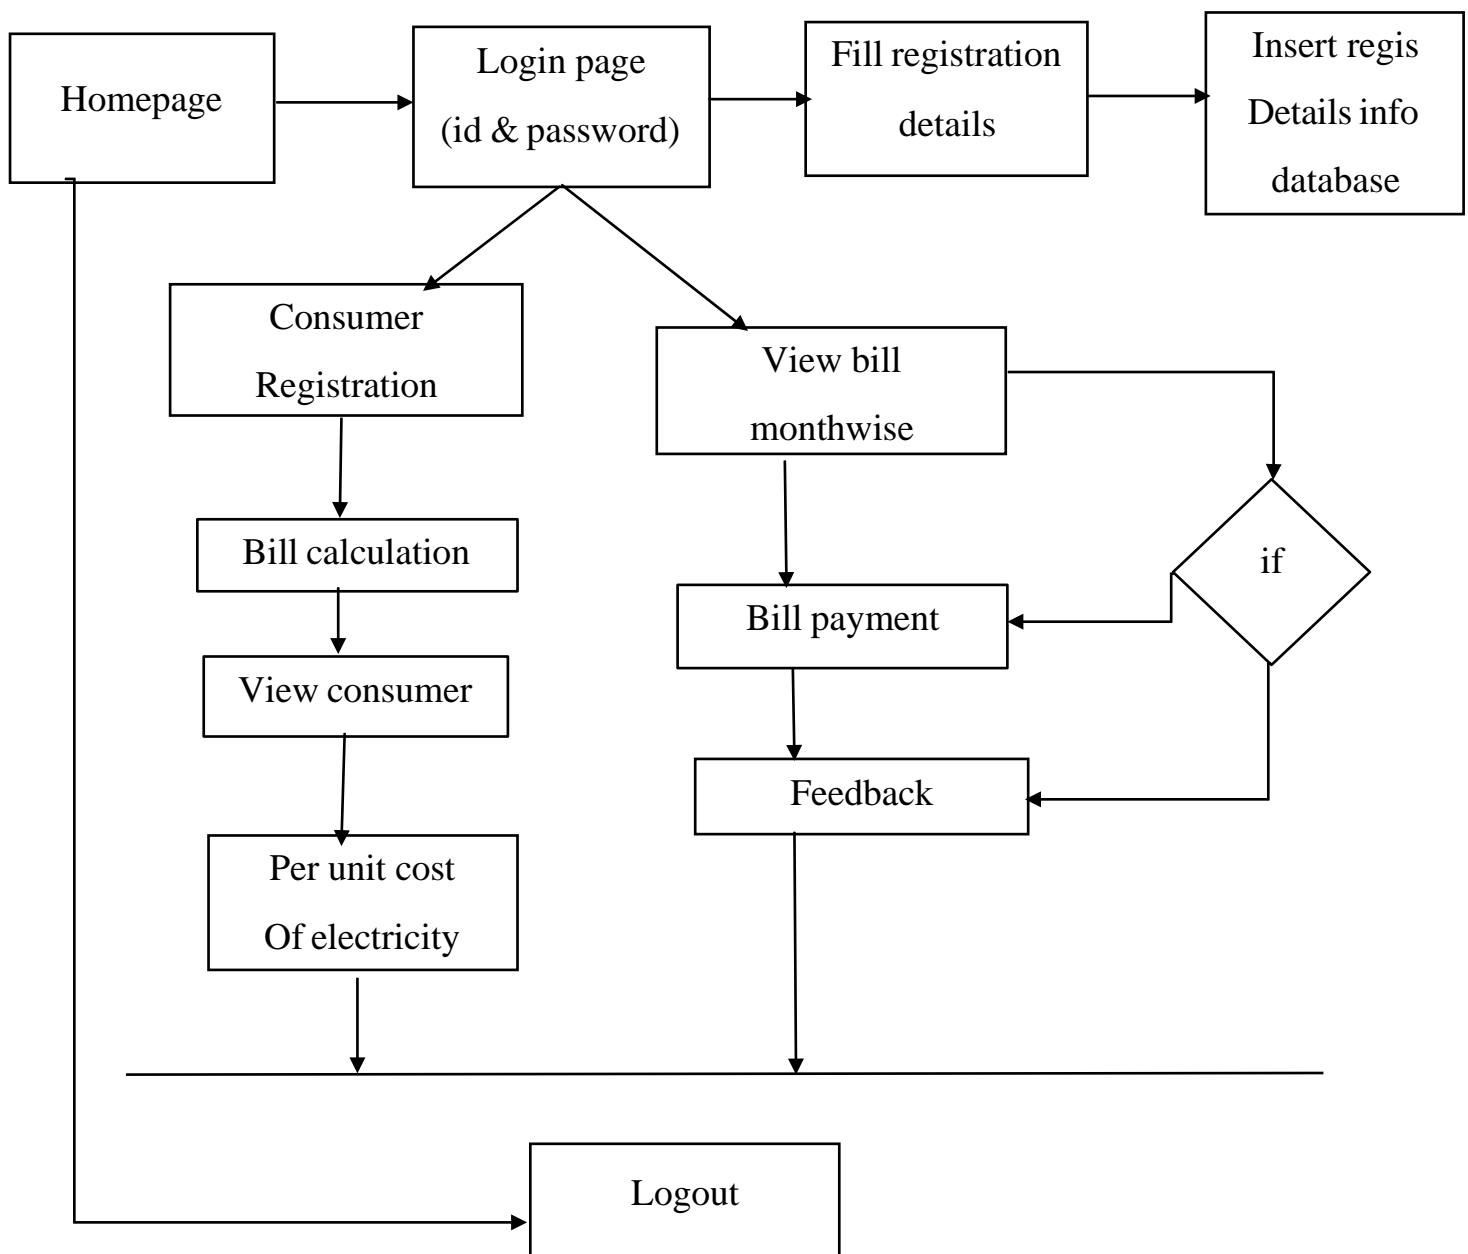 Homepage
Login page
(id & password)
Fill registration
details
Insert regis
Details info
database
Consumer
Registration
View bill
monthwise
Bill calculation
if
Bill payment
View consumer
Feedback
Per unit cost
Of electricity
Logout